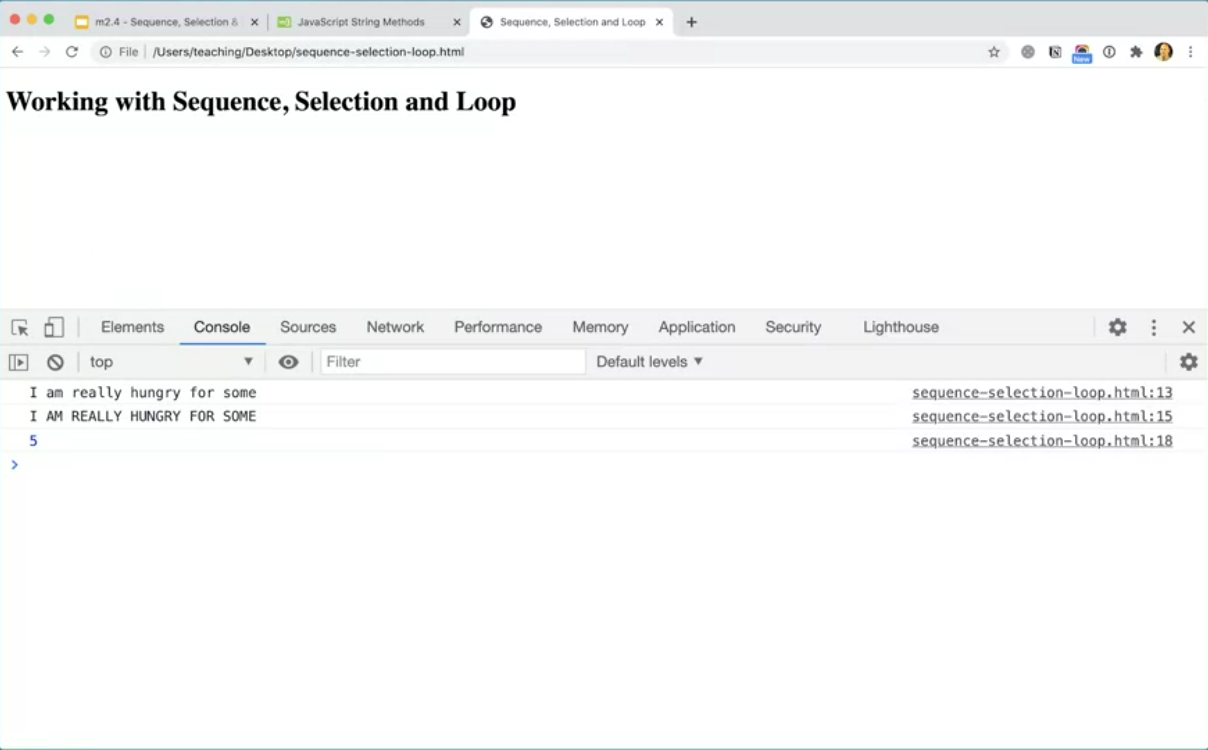 m2.4 - Sequence, Selection &
JavaScript String Methods
Sequence, Selection and Loop
File
/Users/teaching/Desktop/sequence-selection-loop.html
New
Working with Sequence, Selection and Loop
Elements Console Sources Network Performance Memory Application Security Lighthouse
top Filter Default levels
I am really hungry for some sequence-selection-loop.html:13
I AM REALLY HUNGRY FOR SOME sequence-selection-loop.html:15
5 sequence-selection-loop.html:18